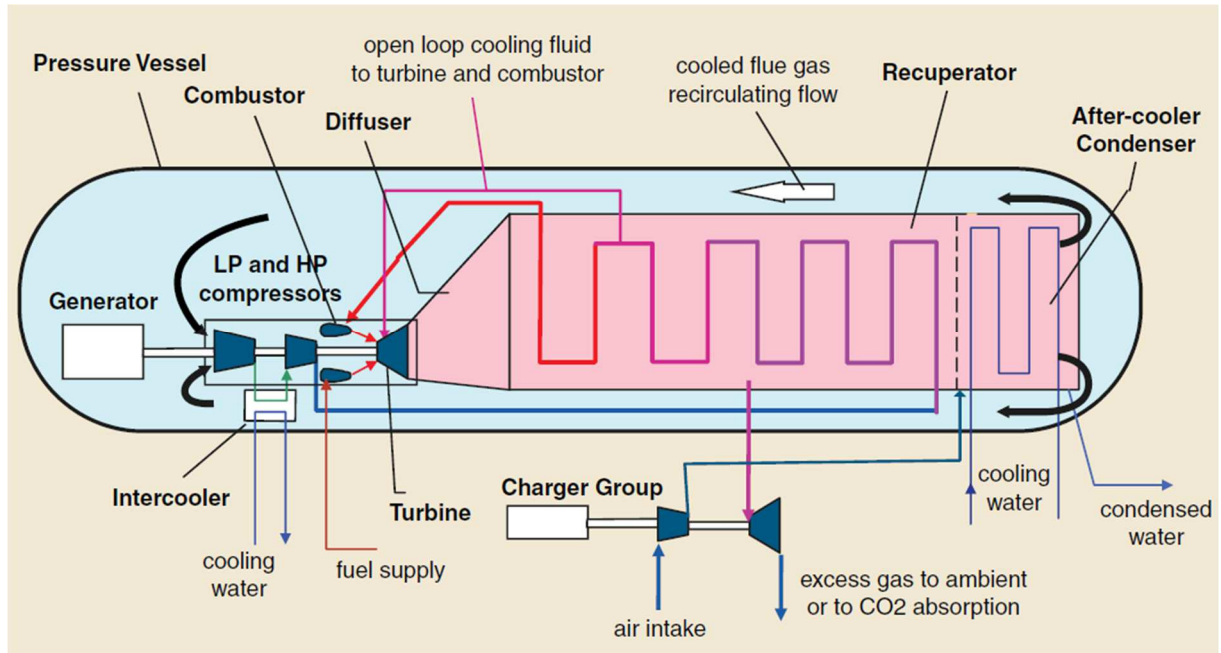 open loop cooling fluid
to turbine and combustor
cooled flue gas
recirculating flow
Recuperator
Pressure Vessel
Combustor
Diffuser
After-cooler
Condenser
LP and HP
compressors
Generator
Intercooler
Turbine
Charger Group
cooling
water
condensed
water
cooling
water
fuel supply
excess gas to ambient
or to CO2 absorption
air intake